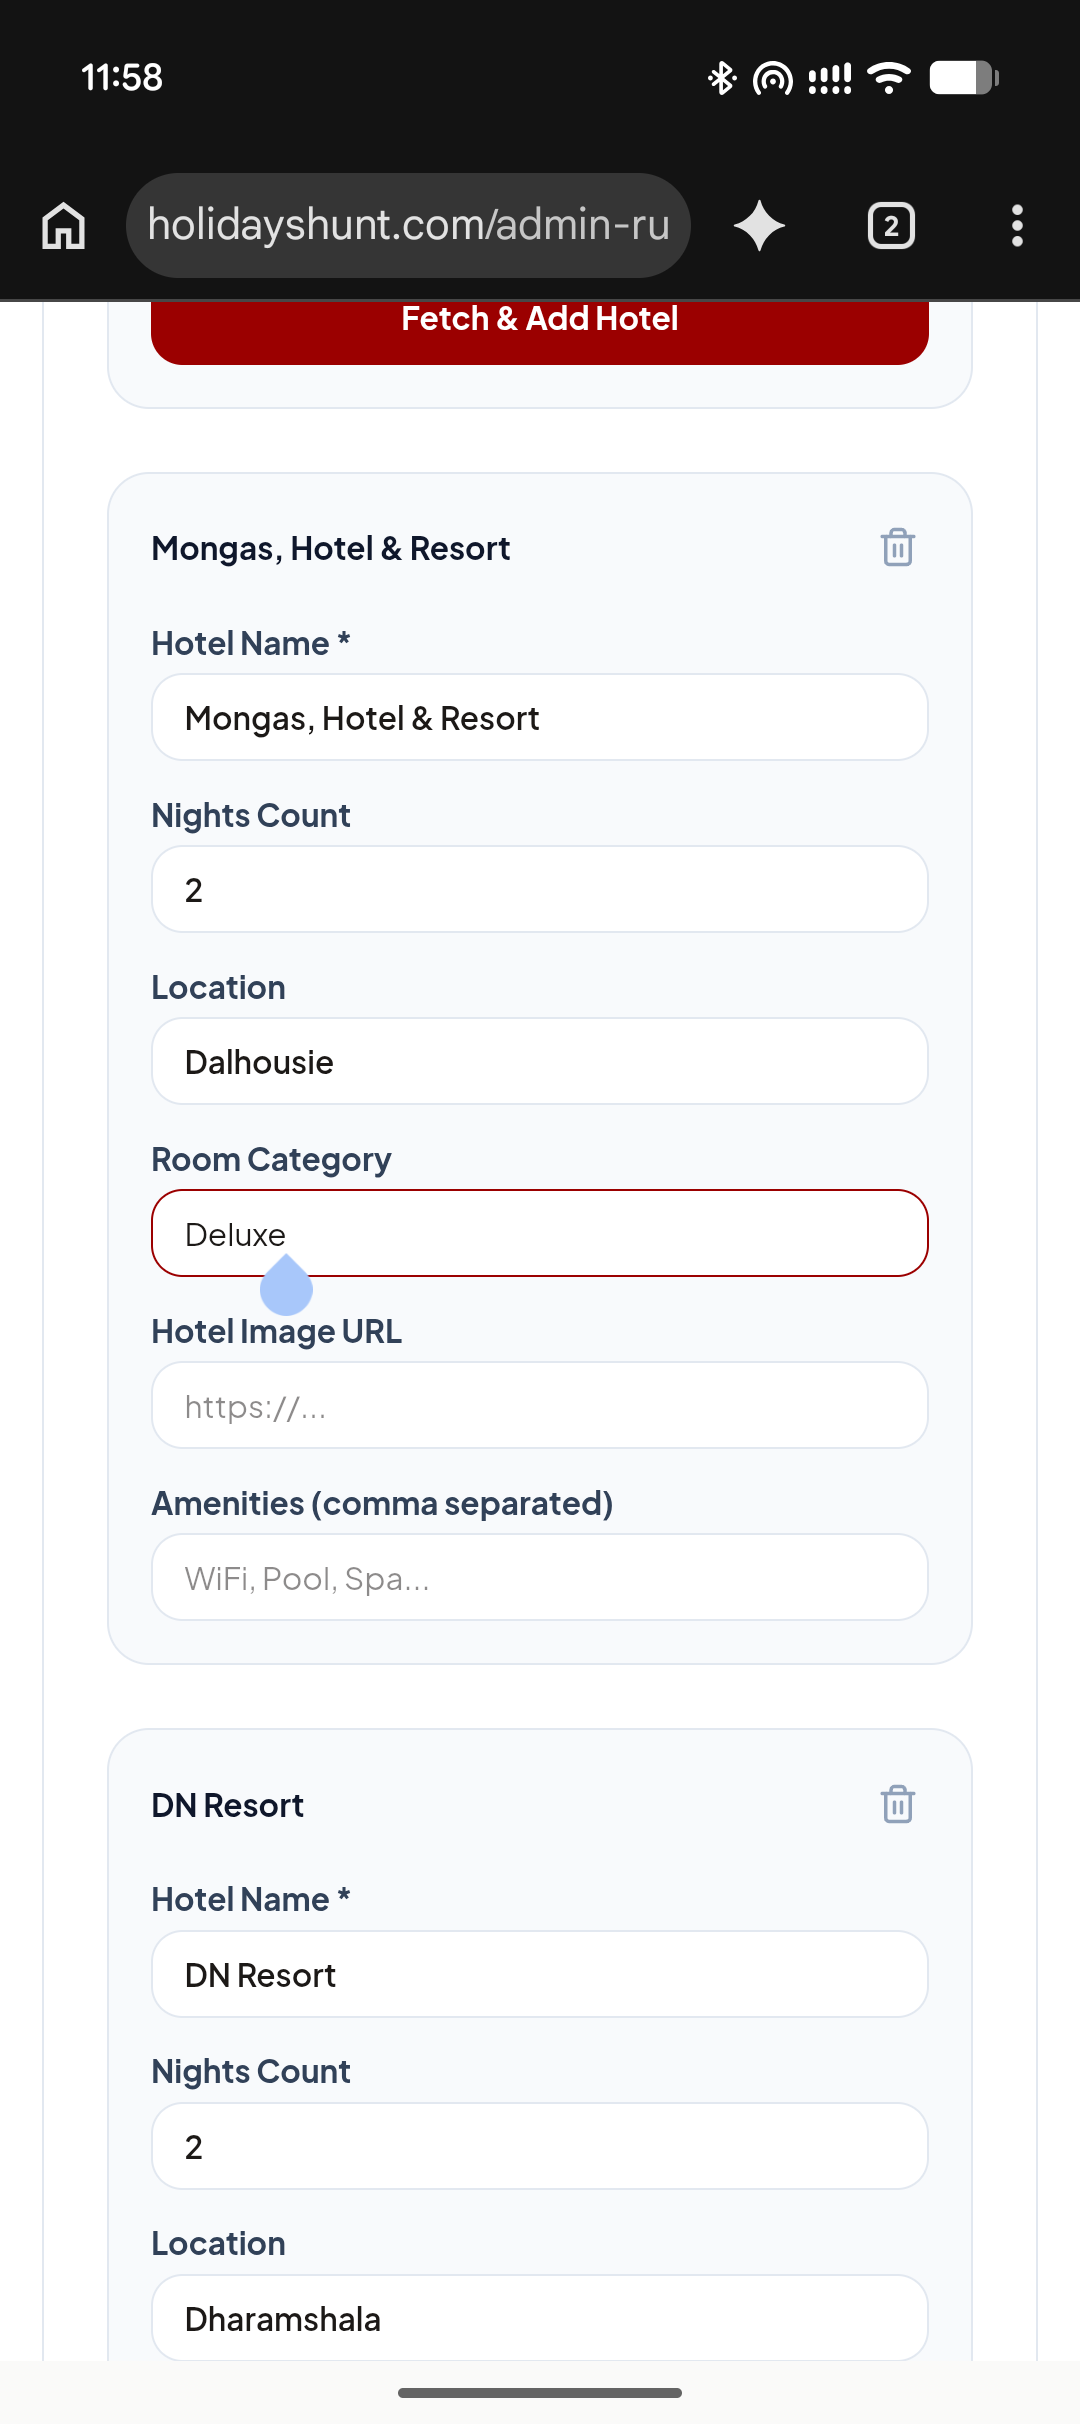 11:58
holidayshunt.com/admin-ru
2
Fetch & Add Hotel
Mongas, Hotel & Resort
Hotel Name *
Mongas, Hotel & Resort
Nights Count
2
Location
Dalhousie
Room Category
Deluxe
Hotel Image URL
https://...
Amenities (comma separated)
WiFi, Pool, Spa...
DN Resort
Hotel Name *
DN Resort
Nights Count
2
Location
Dharamshala